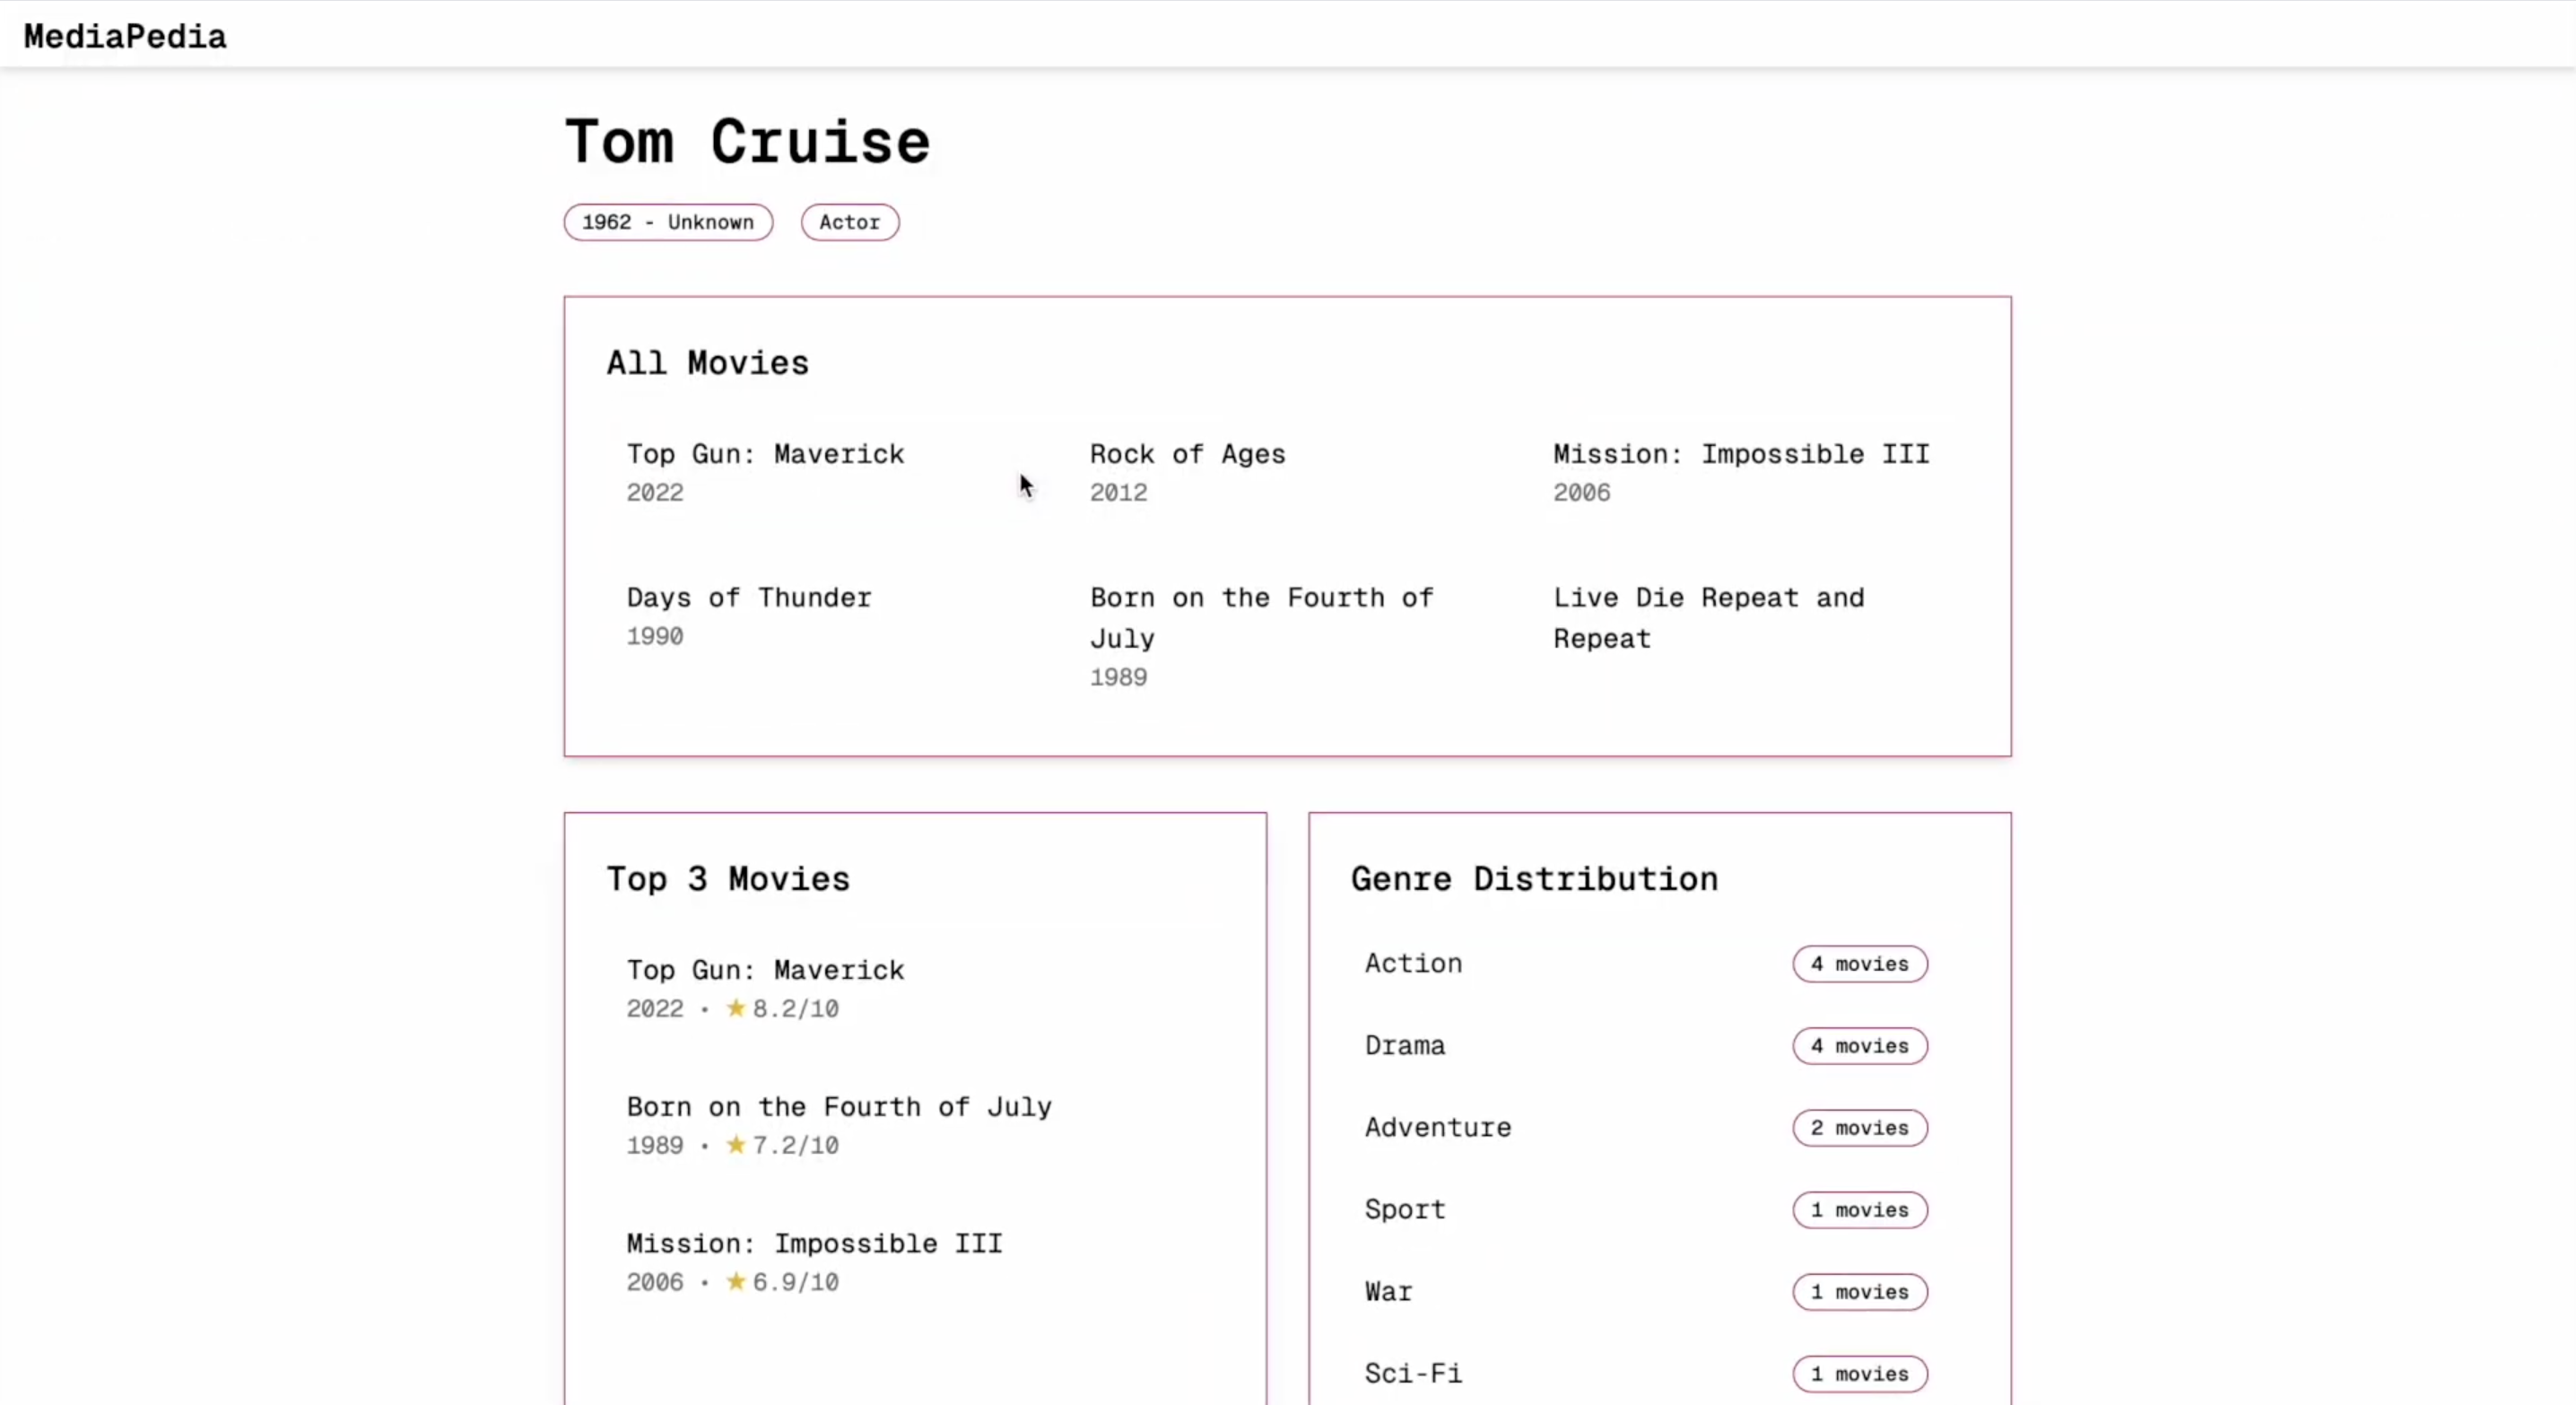 MediaPedia
Tom Cruise
1962 - Unknown
Actor
All Movies
Top Gun: Maverick
2022
Rock of Ages
2012
Mission: Impossible III
2006
Days of Thunder
1990
Born on the Fourth of
July
1989
Live Die Repeat and
Repeat
Top 3 Movies
Top Gun: Maverick
2022 • ★ 8.2/10
Born on the Fourth of July
1989 • ★ 7.2/10
Mission: Impossible III
2006 • ★ 6.9/10
Genre Distribution
Action 4 movies
Drama 4 movies
Adventure 2 movies
Sport 1 movies
War 1 movies
Sci-Fi 1 movies